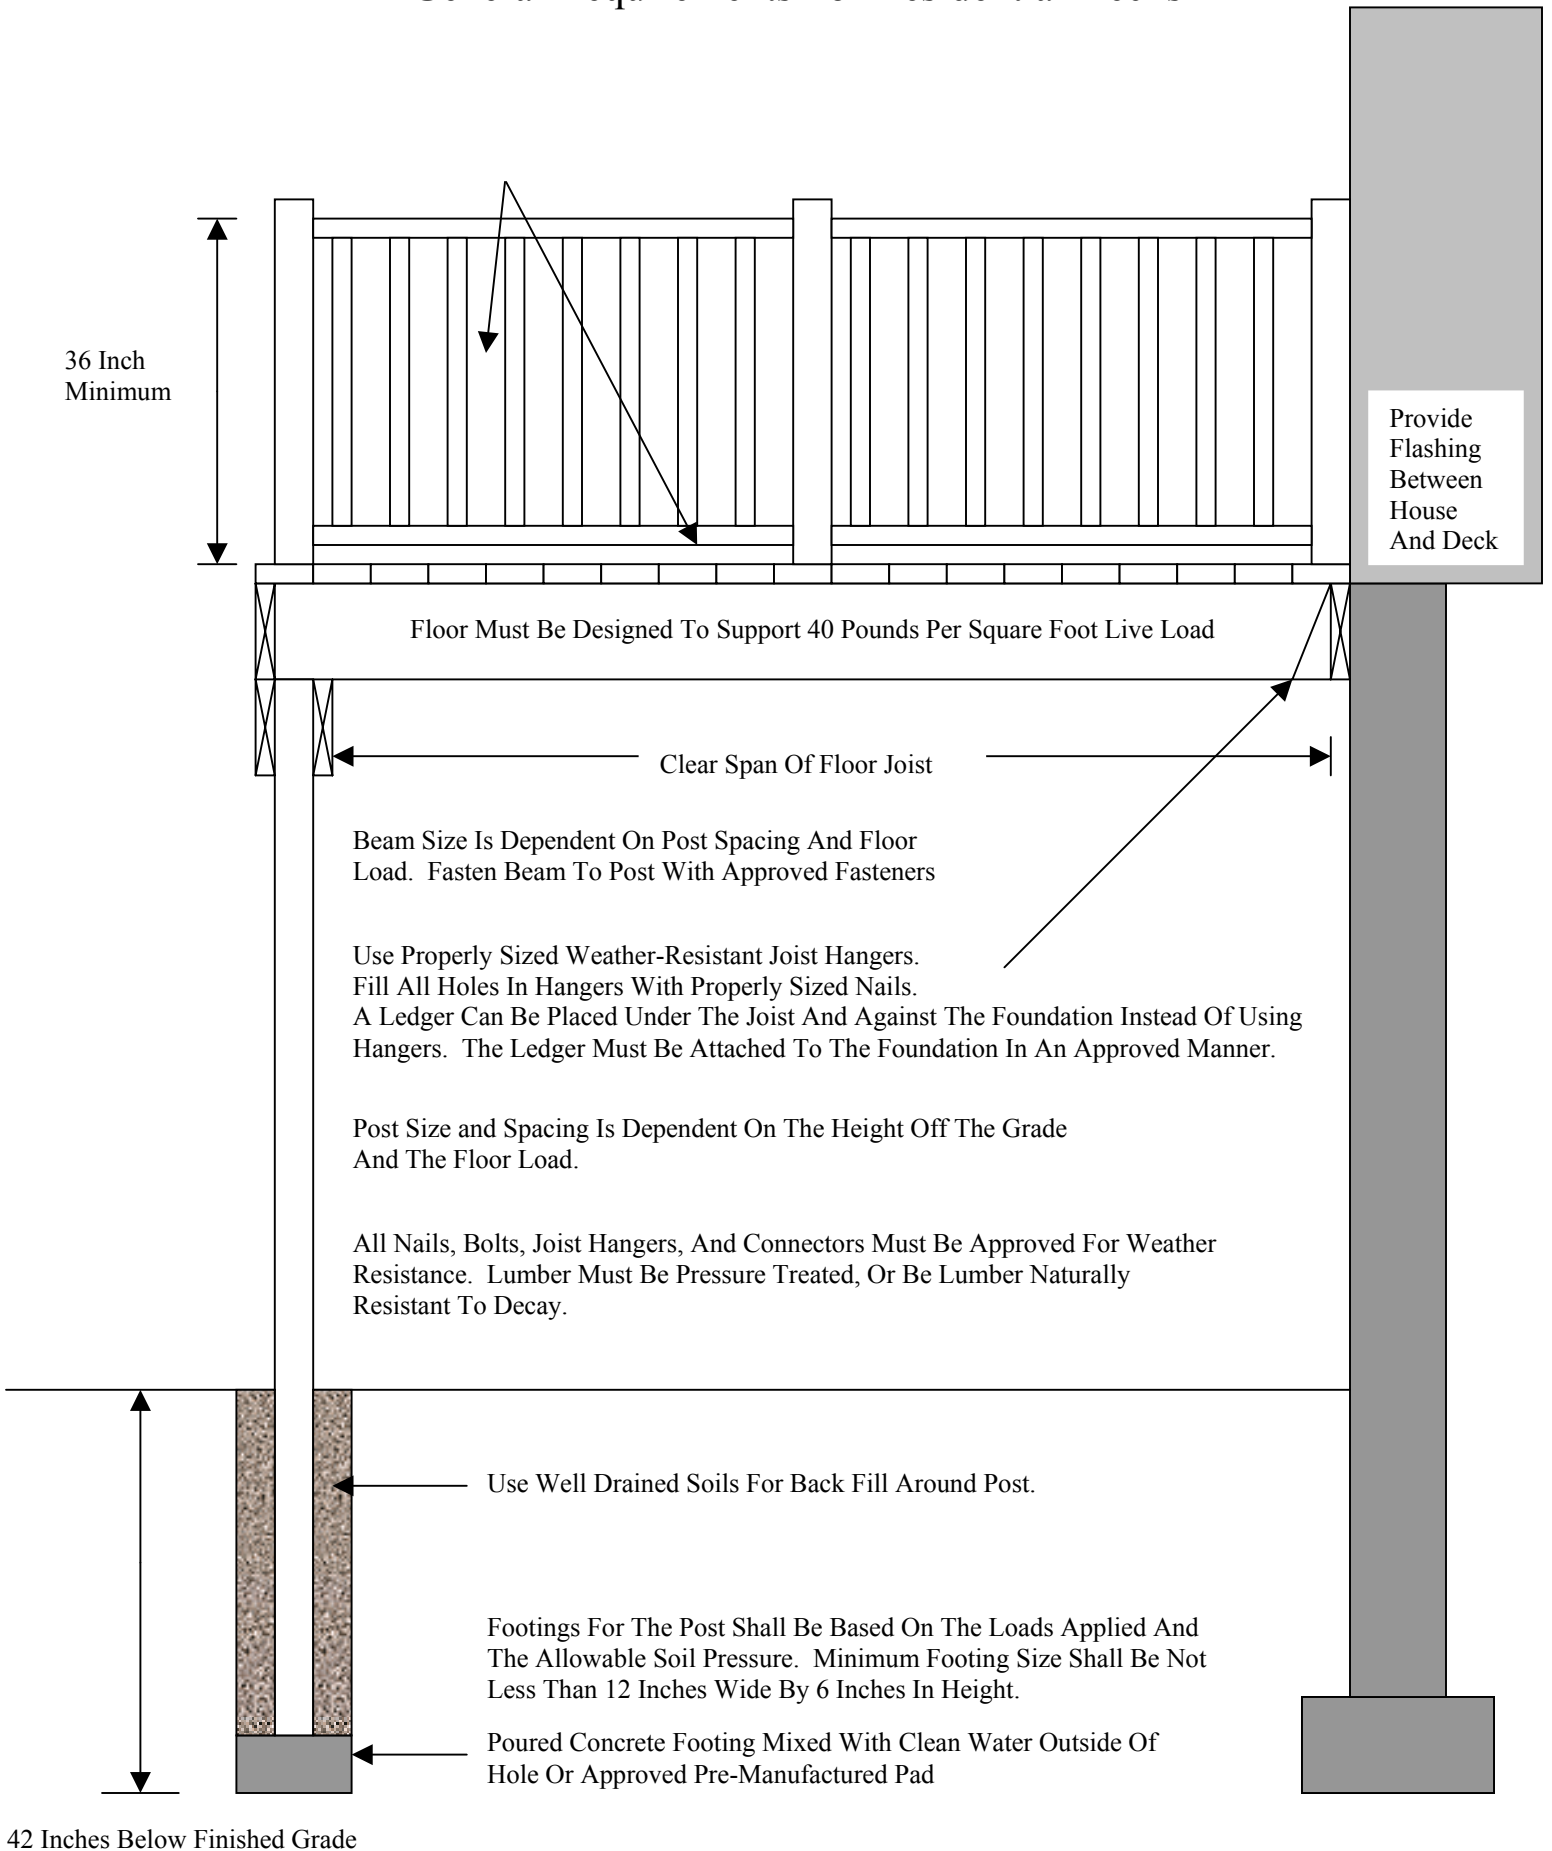 36 Inch
Minimum
Provide
Flashing
Between
House
And Deck
Floor Must Be Designed To Support 40 Pounds Per Square Foot Live Load
Clear Span Of Floor Joist
Beam Size Is Dependent On Post Spacing And Floor
Load.  Fasten Beam To Post With Approved Fasteners
Use Properly Sized Weather-Resistant Joist Hangers.
Fill All Holes In Hangers With Properly Sized Nails.
A Ledger Can Be Placed Under The Joist And Against The Foundation Instead Of Using
Hangers.  The Ledger Must Be Attached To The Foundation In An Approved Manner.
Post Size and Spacing Is Dependent On The Height Off The Grade
And The Floor Load.
All Nails, Bolts, Joist Hangers, And Connectors Must Be Approved For Weather
Resistance.  Lumber Must Be Pressure Treated, Or Be Lumber Naturally
Resistant To Decay.
Use Well Drained Soils For Back Fill Around Post.
Footings For The Post Shall Be Based On The Loads Applied And
The Allowable Soil Pressure.  Minimum Footing Size Shall Be Not
Less Than 12 Inches Wide By 6 Inches In Height.
Poured Concrete Footing Mixed With Clean Water Outside Of
Hole Or Approved Pre-Manufactured Pad
42 Inches Below Finished Grade